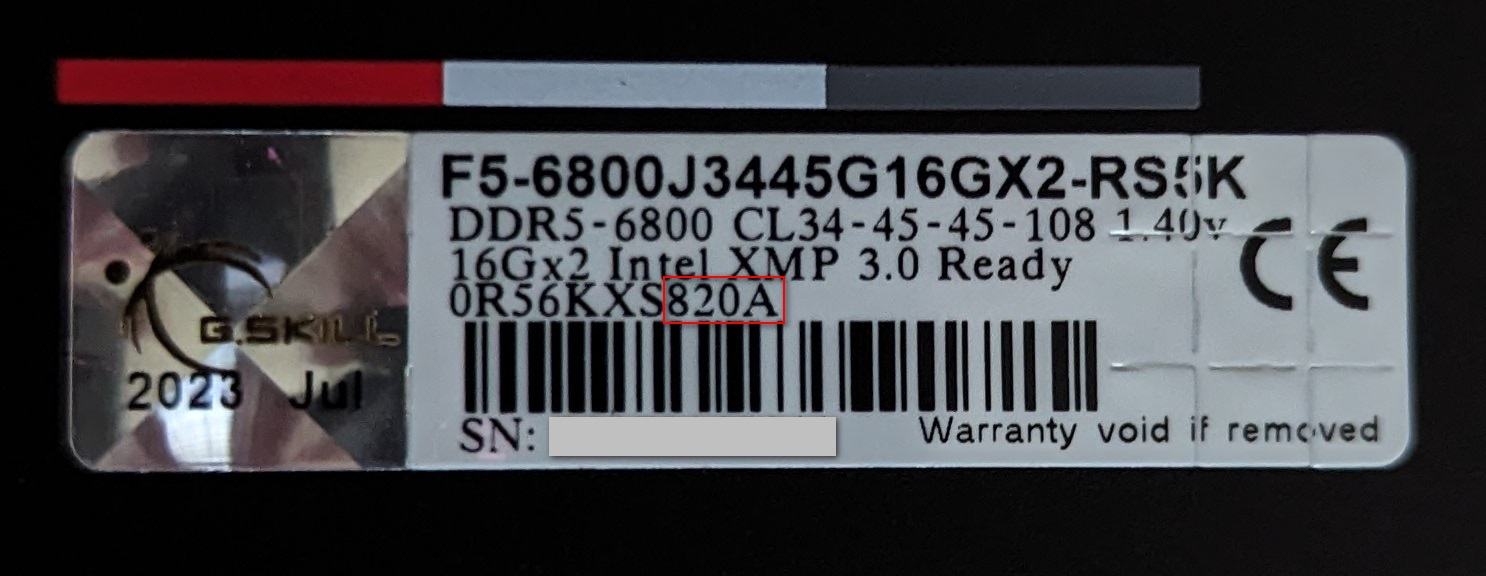 F5-6800J3445G16GX2-RS5K
DDR5-6800 CL34-45-45-108 1.40v
16Gx2 Intel XMP 3.0 Ready
0R56KXS820A
G.SKILL
2023 Jul
SN:
Warranty void if removed
CE